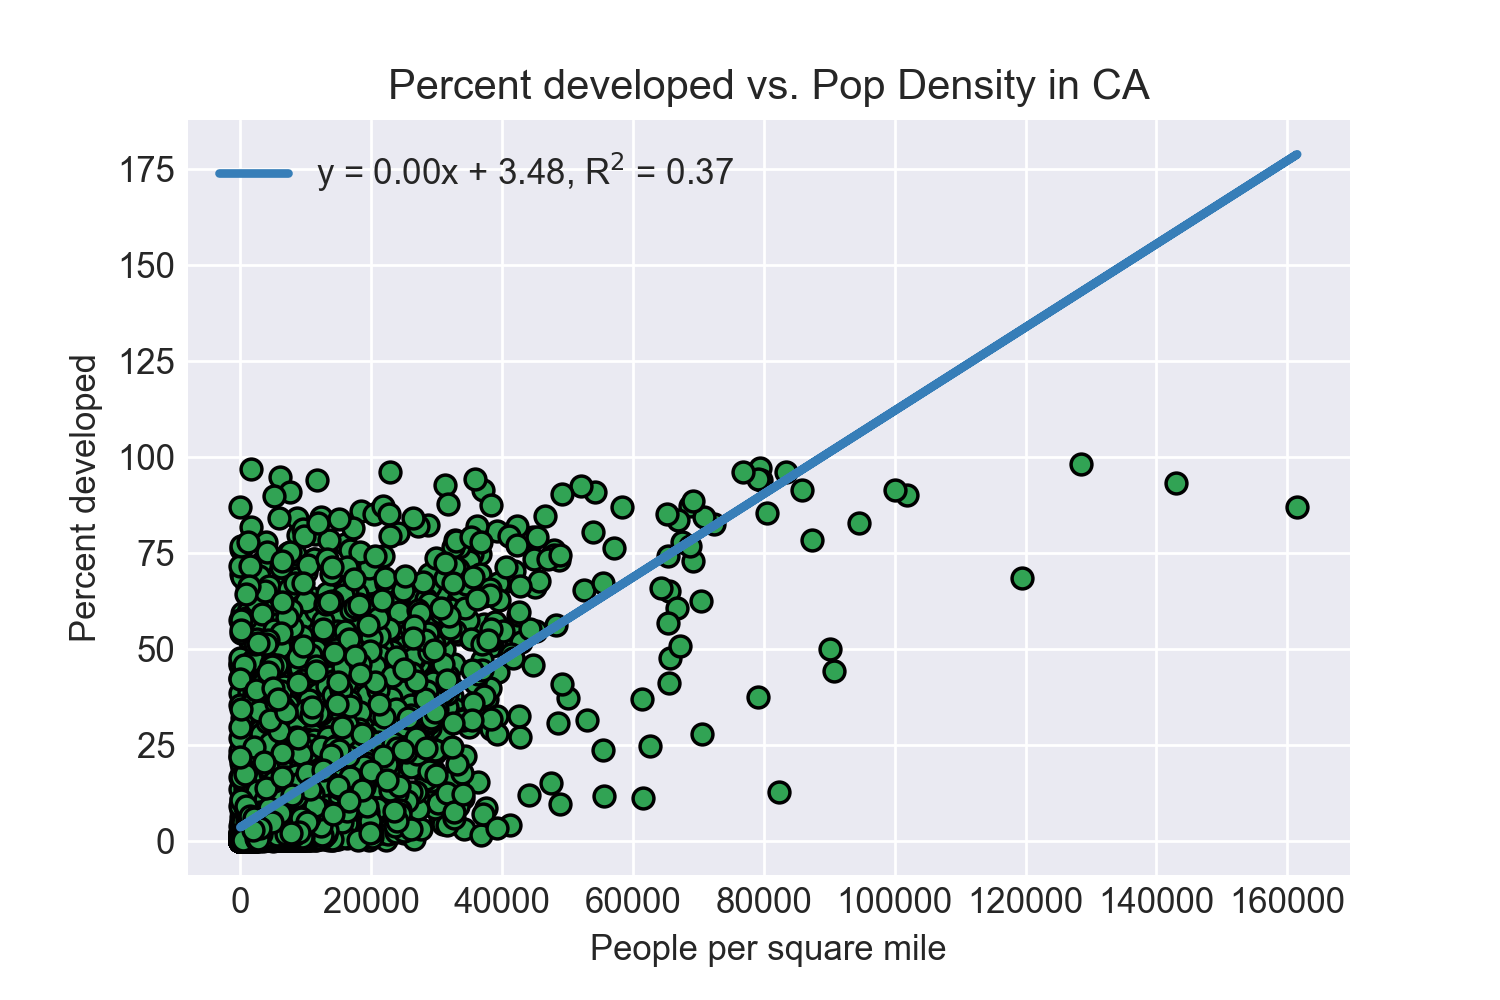 Percent developed vs. Pop Density in CA
y = 0.00x + 3.48, R² = 0.37
175
150
125
100
75
50
25
0
Percent developed
0 20000 40000 60000 80000 100000 120000 140000 160000
People per square mile